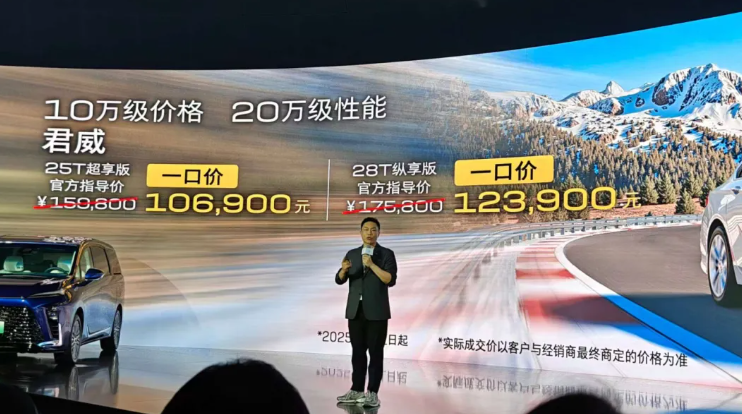 10万级价格 20万级性能
君威
25T超享版
官方指导价
¥159,800
一口价
106,900元
28T纵享版
官方指导价
¥175,800
一口价
123,900元
*2025
日起
*实际成交价以客户与经销商最终商定的价格为准